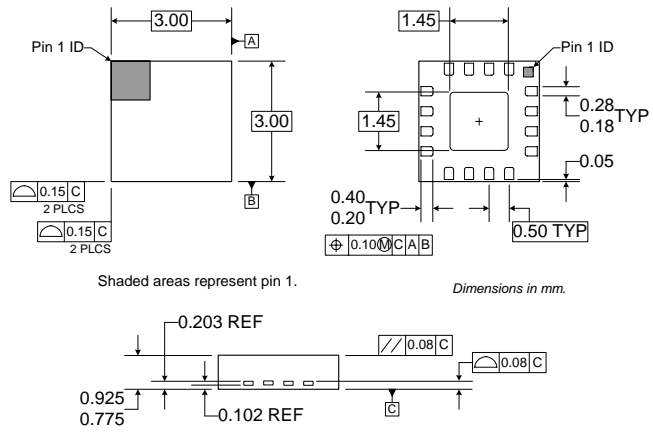 3.00
A
Pin 1 ID
3.00
B
0.15 C
2 PLCS
0.15 C
2 PLCS
1.45
Pin 1 ID
1.45
0.28
0.18 TYP
0.05
0.40
0.20 TYP
0.50 TYP
0.10 Ⓜ C A B
Shaded areas represent pin 1.
Dimensions in mm.
0.203 REF
// 0.08 C
0.08 C
0.925
0.775
0.102 REF
C